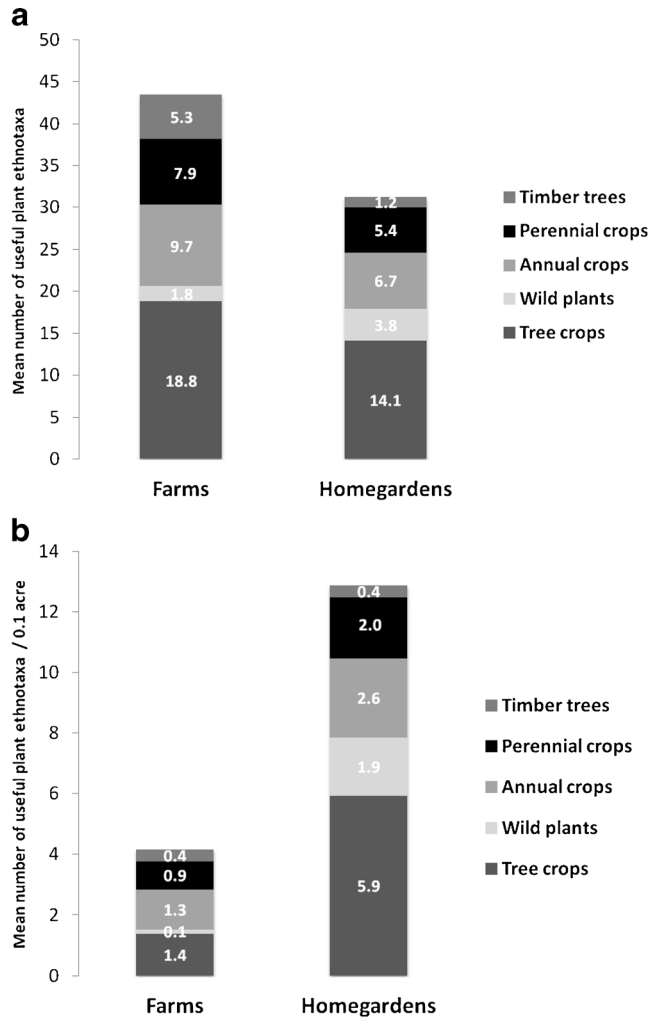 a
Mean number of useful plant ethnotaxa
50
45
40
35
30
25
20
15
10
5
0
5.3
7.9
9.7
1.8
18.8
1.2
5.4
6.7
3.8
14.1
Farms
Homegardens
Timber trees
Perennial crops
Annual crops
Wild plants
Tree crops
b
Mean number of useful plant ethnotaxa / 0.1 acre
14
12
10
8
6
4
2
0
0.4
0.9
1.3
0.1
1.4
0.4
2.0
2.6
1.9
5.9
Farms
Homegardens
Timber trees
Perennial crops
Annual crops
Wild plants
Tree crops